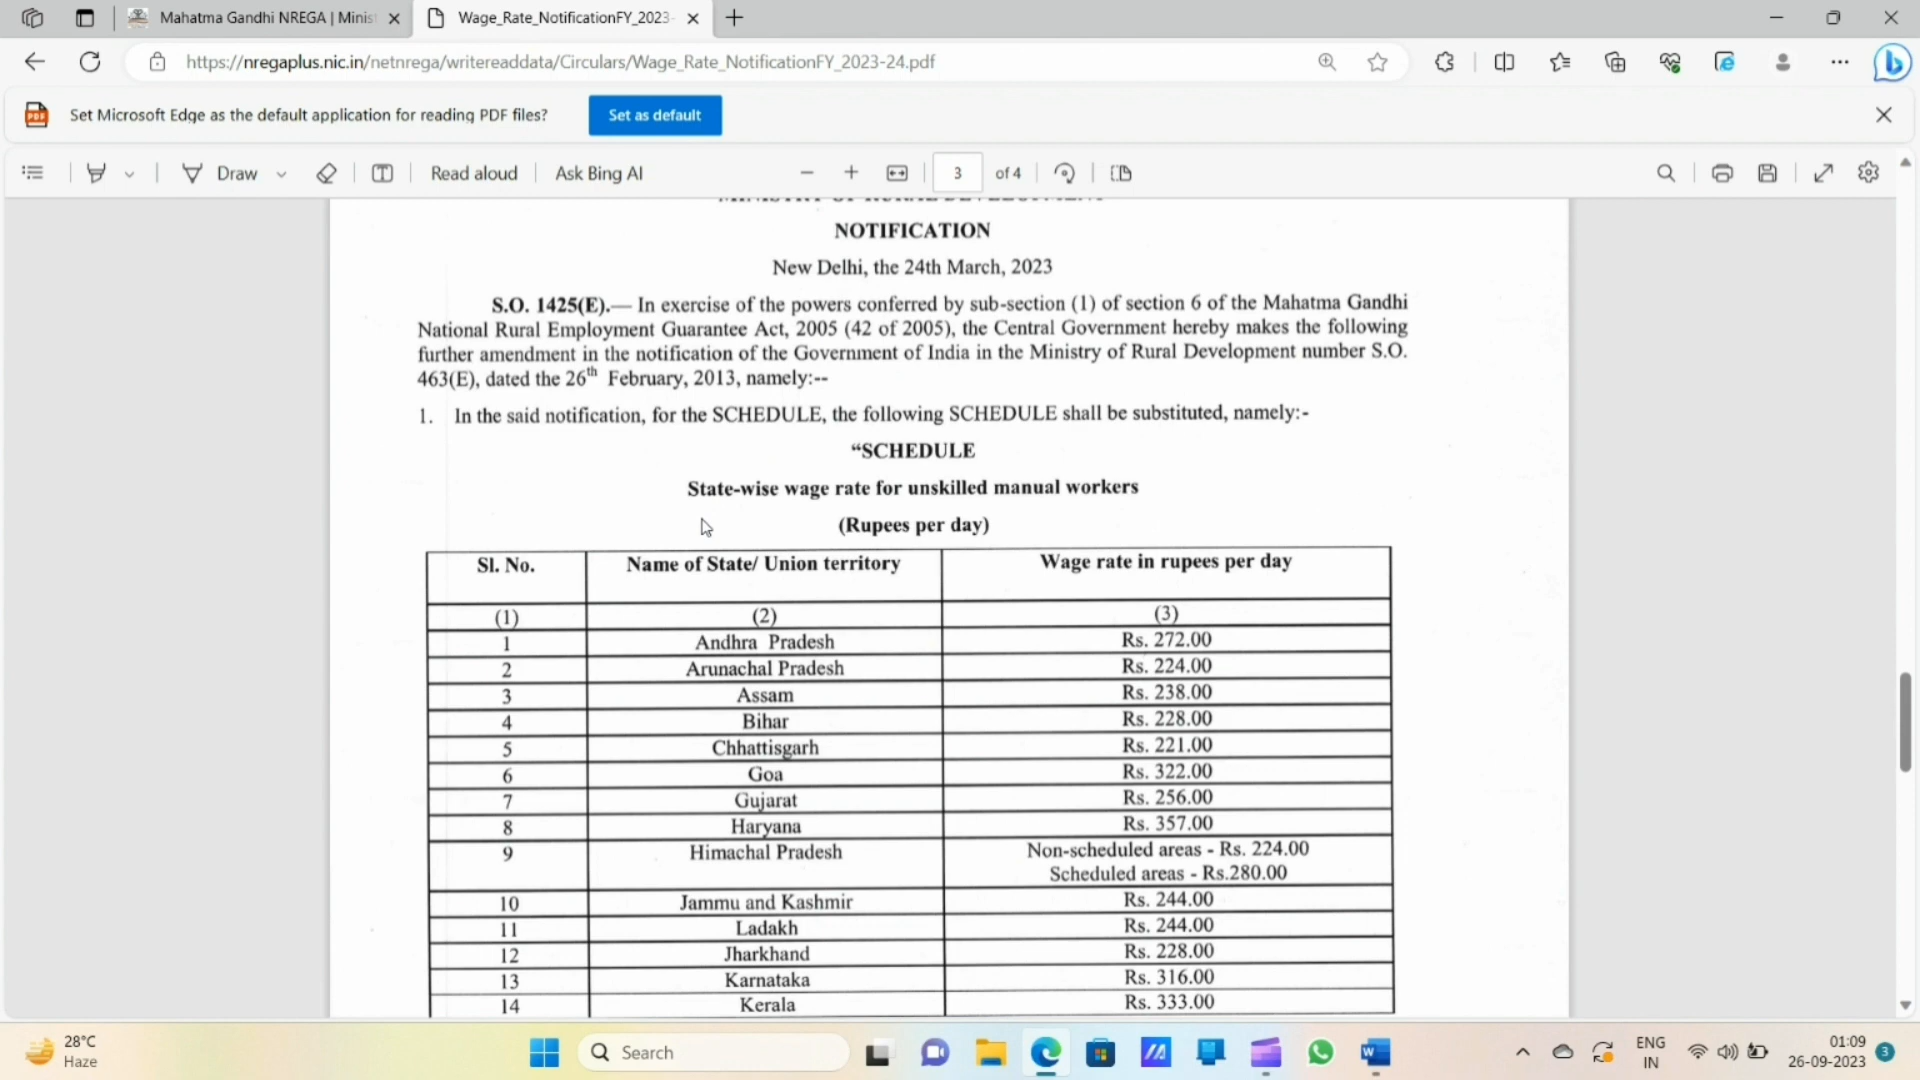 Mahatma Gandhi NREGA | Minis
Wage_Rate_NotificationFY_2023-
https://nregaplus.nic.in/netnrega/writereaddata/Circulars/Wage_Rate_NotificationFY_2023-24.pdf
Set Microsoft Edge as the default application for reading PDF files?
Set as default
Draw
Read aloud
Ask Bing AI
3
of 4
MINISTRY OF RURAL DEVELOPMENT
NOTIFICATION
New Delhi, the 24th March, 2023
S.O. 1425(E).— In exercise of the powers conferred by sub-section (1) of section 6 of the Mahatma Gandhi
National Rural Employment Guarantee Act, 2005 (42 of 2005), the Central Government hereby makes the following
further amendment in the notification of the Government of India in the Ministry of Rural Development number S.O.
463(E), dated the 26th February, 2013, namely:--
1. In the said notification, for the SCHEDULE, the following SCHEDULE shall be substituted, namely:-
“SCHEDULE
State-wise wage rate for unskilled manual workers
(Rupees per day)
Sl. No. Name of State/ Union territory Wage rate in rupees per day
(1) (2) (3)
1 Andhra Pradesh Rs. 272.00
2 Arunachal Pradesh Rs. 224.00
3 Assam Rs. 238.00
4 Bihar Rs. 228.00
5 Chhattisgarh Rs. 221.00
6 Goa Rs. 322.00
7 Gujarat Rs. 256.00
8 Haryana Rs. 357.00
9 Himachal Pradesh Non-scheduled areas - Rs. 224.00
Scheduled areas - Rs.280.00
10 Jammu and Kashmir Rs. 244.00
11 Ladakh Rs. 244.00
12 Jharkhand Rs. 228.00
13 Karnataka Rs. 316.00
14 Kerala Rs. 333.00
28°C
Haze
Search
ENG
IN
01:09
26-09-2023
3